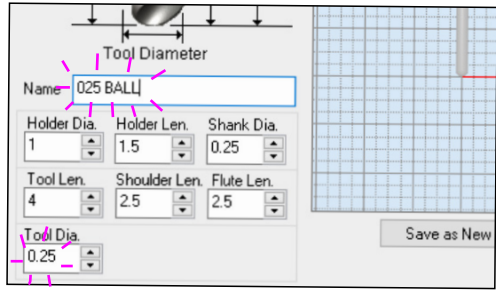 Tool Diameter
Name 025 BALL
Holder Dia. Holder Len. Shank Dia.
1 1.5 0.25
Tool Len. Shoulder Len. Flute Len.
4 2.5 2.5
Tool Dia.
0.25
Save as New